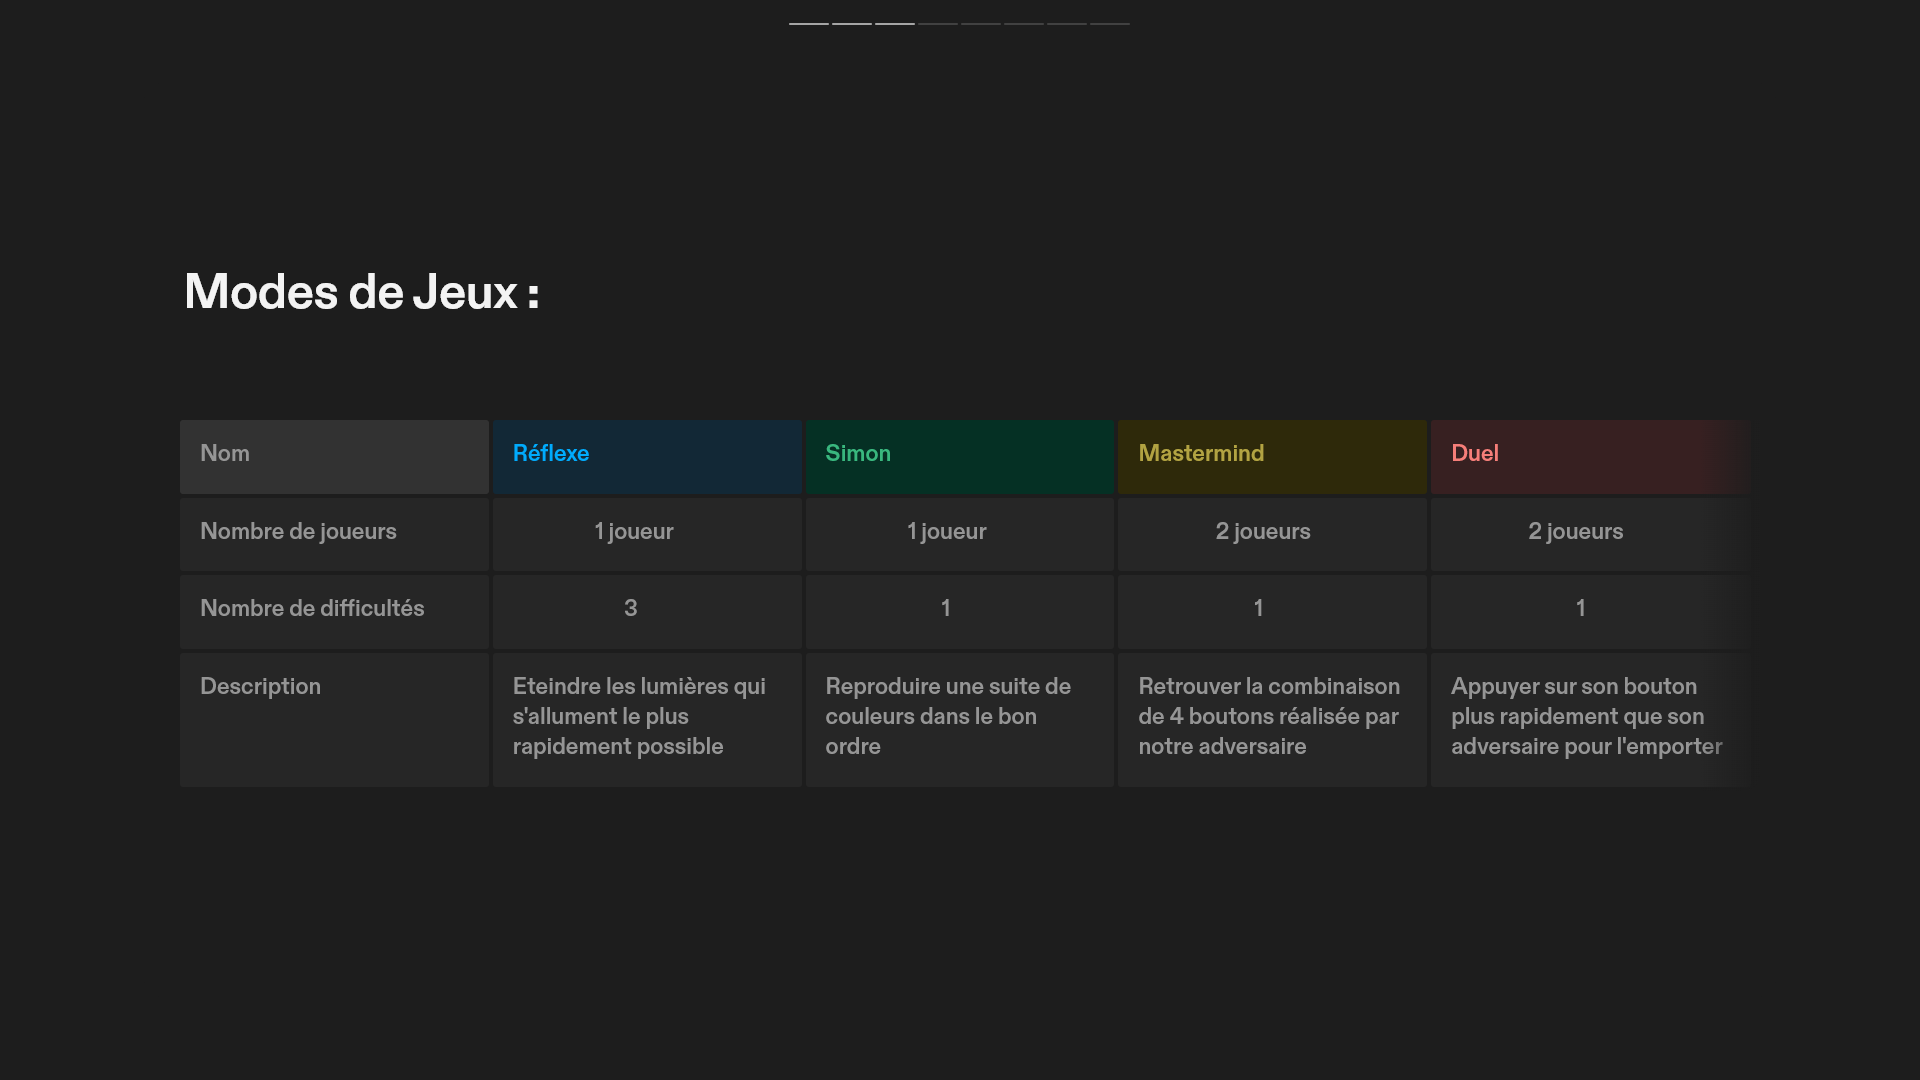 Modes de Jeux :
Nom
Réflexe
Simon
Mastermind
Duel
Nombre de joueurs
1 joueur
1 joueur
2 joueurs
2 joueurs
Nombre de difficultés
3
1
1
1
Description
Eteindre les lumières qui
s'allument le plus
rapidement possible
Reproduire une suite de
couleurs dans le bon
ordre
Retrouver la combinaison
de 4 boutons réalisée par
notre adversaire
Appuyer sur son bouton
plus rapidement que son
adversaire pour l'emporter